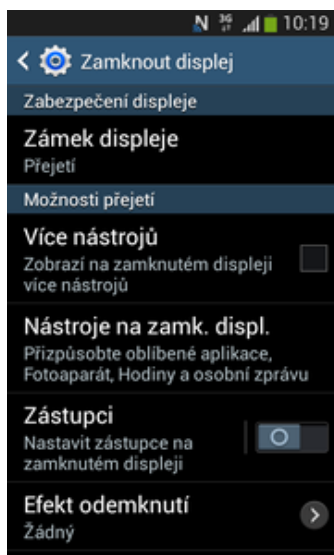 3G 10:19
Zamknout displej
Zabezpečení displeje
Zámek displeje
Přejetí
Možnosti přejetí
Více nástrojů
Zobrazí na zamknutém displeji
více nástrojů
Nástroje na zamk. displ.
Přizpůsobte oblíbené aplikace,
Fotoaparát, Hodiny a osobní zprávu
Zástupci
Nastavit zástupce na
zamknutém displeji
Efekt odemknutí
Žádný